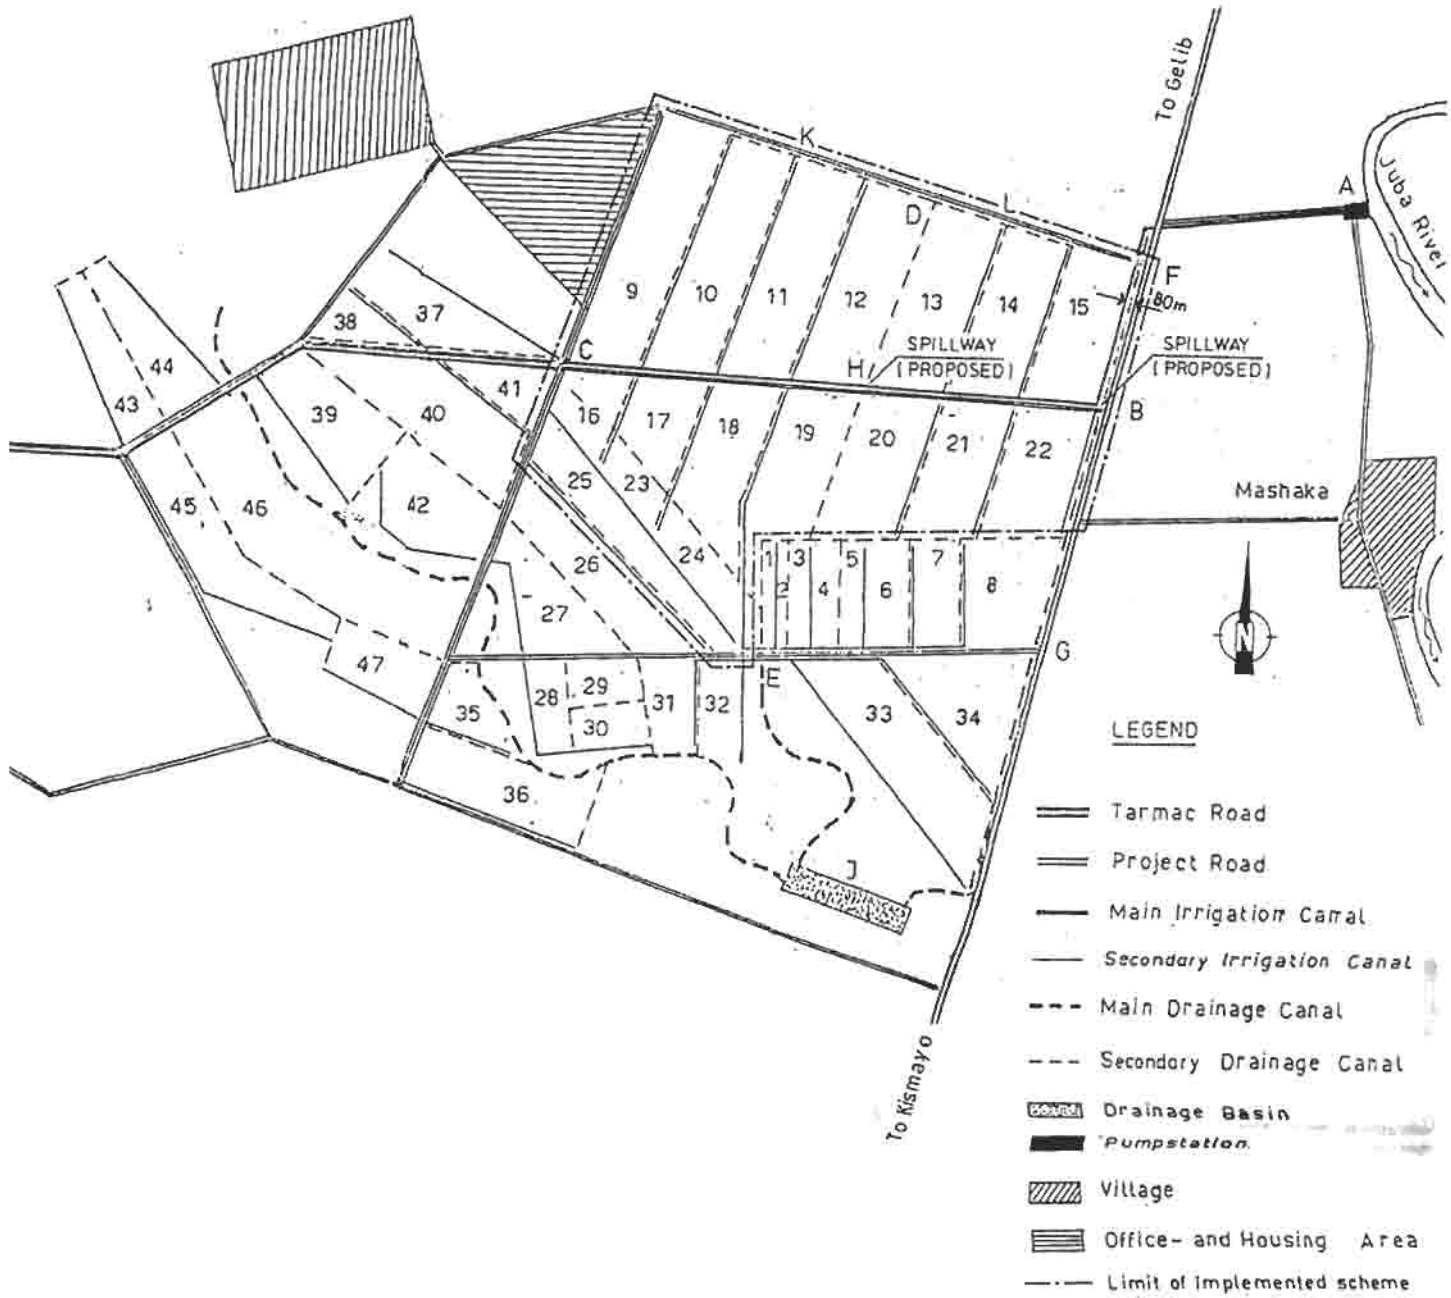 To Gelib
K
A
Juba River
D
L
F
80m
9
10
11
12
13
14
15
37
38
C
SPILLWAY
(PROPOSED)
H
SPILLWAY
(PROPOSED)
B
44
43
39
40
41
16
17
18
19
20
21
22
45
46
42
25
23
24
26
27
Mashaka
1
2
3
4
5
6
7
8
N
47
G
E
28
29
30
31
32
33
34
35
36
J
To Kismayo
LEGEND
Tarmac Road
Project Road
Main Irrigation Canal
Secondary Irrigation Canal
Main Drainage Canal
Secondary Drainage Canal
Drainage Basin
Pumpstation
Village
Office- and Housing Area
Limit of implemented scheme